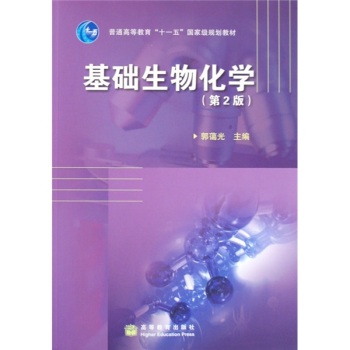 普通高等教育“十一五”国家级规划教材
基础生物化学
(第2版)
郭蔼光 主编
高等教育出版社
Higher Education Press